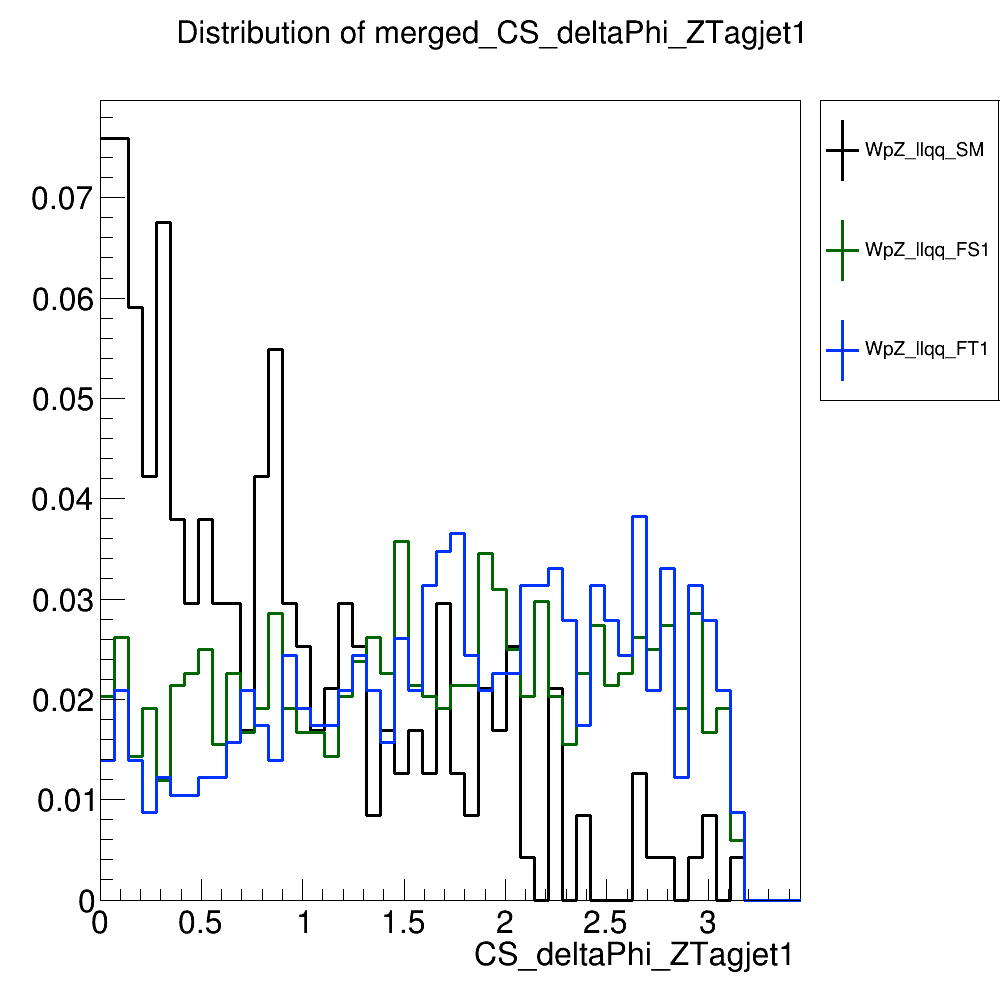 Distribution of merged_CS_deltaPhi_ZTagjet1
WpZ_llqq_SM
WpZ_llqq_FS1
WpZ_llqq_FT1
0.07
0.06
0.05
0.04
0.03
0.02
0.01
0
0 0.5 1 1.5 2 2.5 3
CS_deltaPhi_ZTagjet1